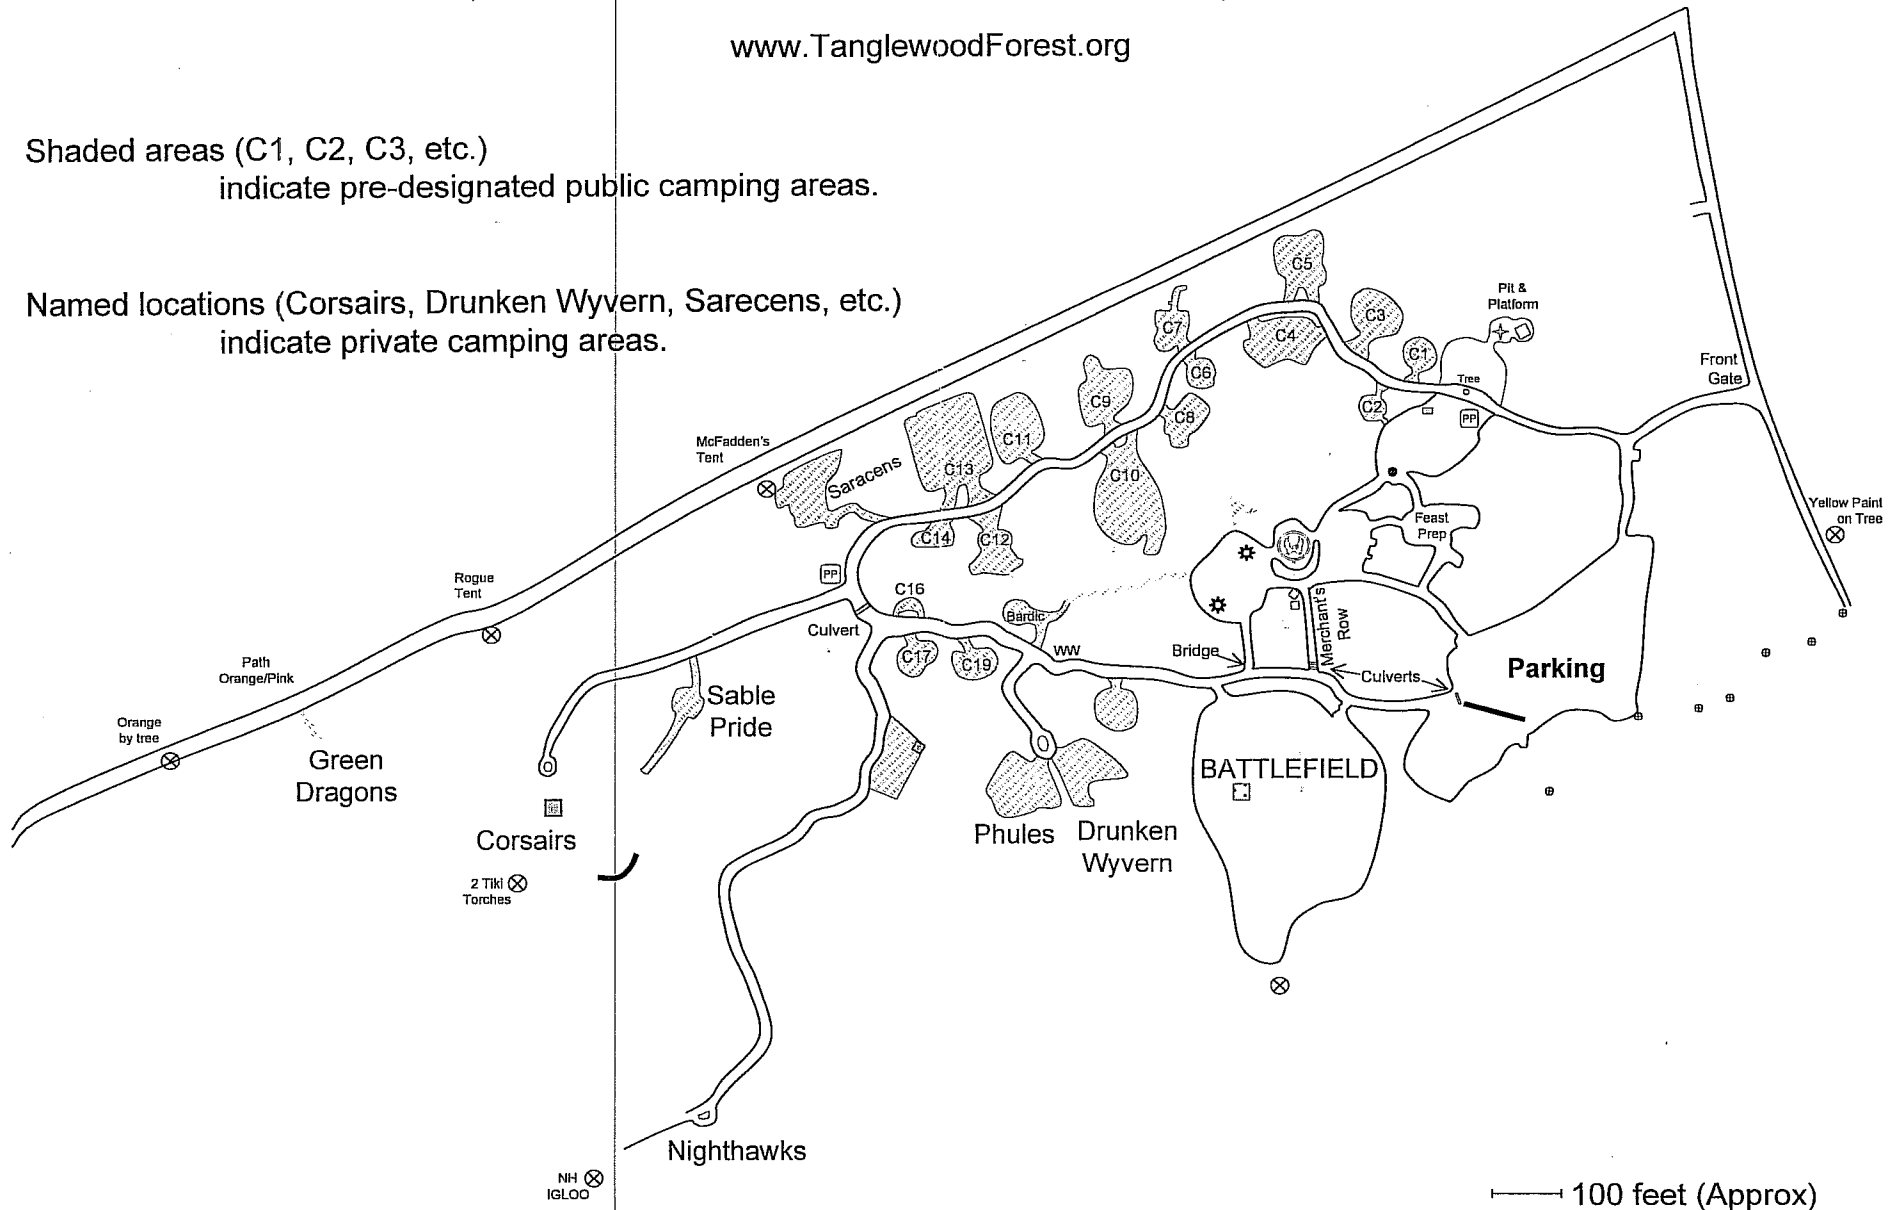 www.TanglewoodForest.org
Shaded areas (C1, C2, C3, etc.)
indicate pre-designated public camping areas.
Named locations (Corsairs, Drunken Wyvern, Sarecens, etc.)
indicate private camping areas.
C5
Pit &
Platform
C7
C3
C4
C1
Front
Gate
C6
Tree
C9
C2
C8
PP
McFadden's
Tent
C11
Saracens
C13
C10
Yellow Paint
on Tree
Feast
Prep
C14
C12
PP
Rogue
Tent
C16
Bardic
Merchant's
Row
Culvert
WW
Bridge
C17
C19
Path
Orange/Pink
Culverts
Parking
Sable
Pride
Orange
by tree
Green
Dragons
BATTLEFIELD
Corsairs
Phules
Drunken
Wyvern
2 Tiki
Torches
Nighthawks
NH
IGLOO
100 feet (Approx)